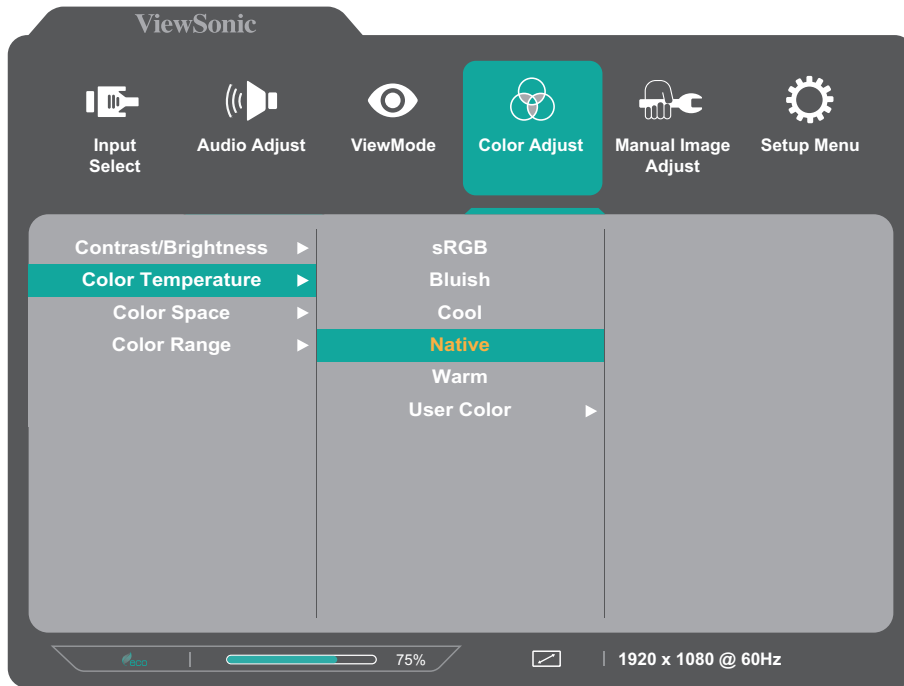 ViewSonic
Input
Select
Audio Adjust
ViewMode
Color Adjust
Manual Image
Adjust
Setup Menu
Contrast/Brightness
Color Temperature
Color Space
Color Range
sRGB
Bluish
Cool
Native
Warm
User Color
eco
75%
1920 x 1080 @ 60Hz